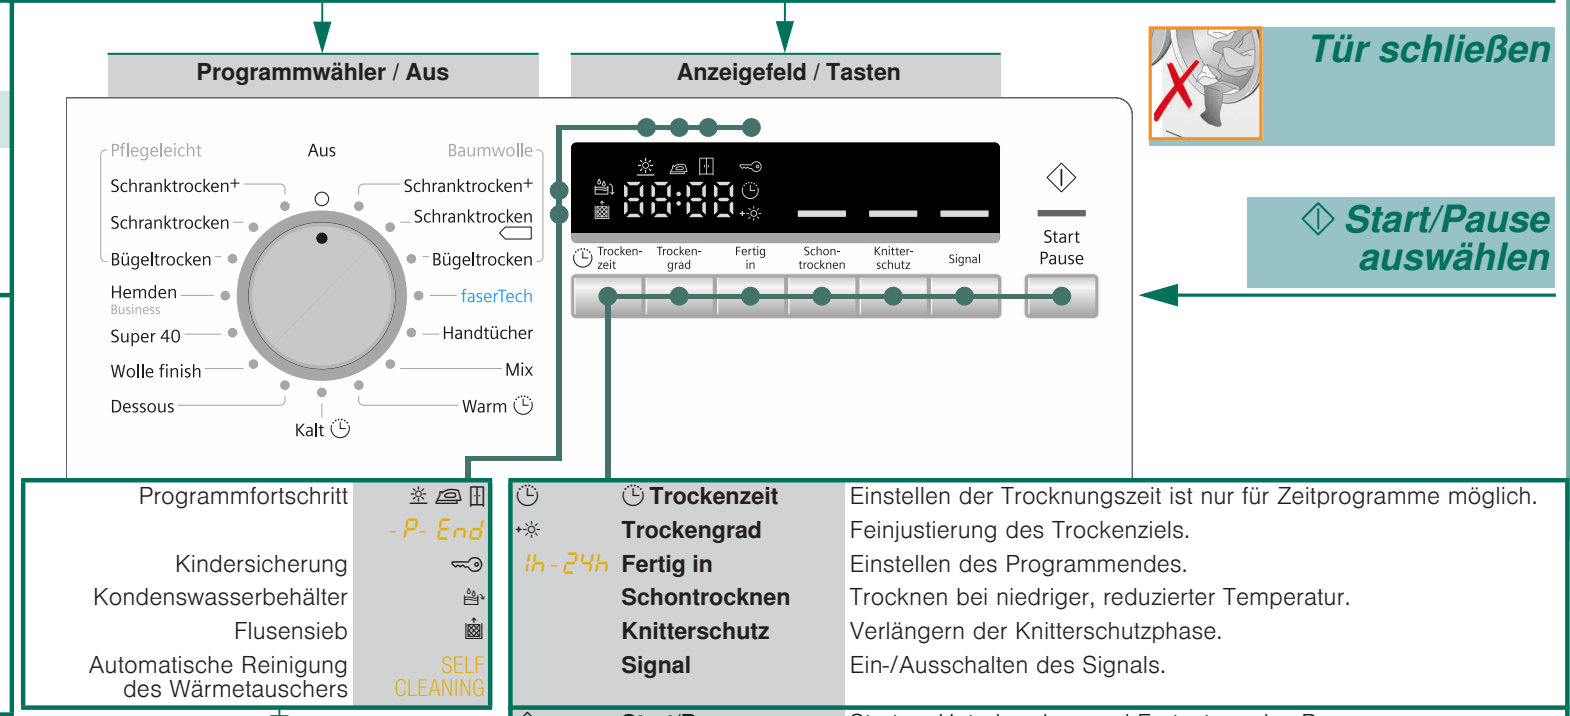 Programmwähler / Aus
Anzeigefeld / Tasten
Tür schließen
Pflegeleicht
Aus
Baumwolle
Schranktrocken+
Schranktrocken+
Schranktrocken
Schranktrocken
Bügeltrocken
Bügeltrocken
Hemden
Business
faserTech
Super 40
Handtücher
Wolle finish
Mix
Dessous
Warm
Kalt
88:88
Trocken-
zeit
Trocken-
grad
Fertig
in
Schon-
trocknen
Knitter-
schutz
Signal
Start
Pause
Start/Pause
auswählen
Programmfortschritt
-P- End
Kindersicherung
Kondenswasserbehälter
Flusensieb
Automatische Reinigung
des Wärmetauschers
SELF
CLEANING
Trockenzeit Einstellen der Trocknungszeit ist nur für Zeitprogramme möglich.
Trockengrad Feinjustierung des Trockenziels.
1h-24h Fertig in Einstellen des Programmendes.
Schontrocknen Trocknen bei niedriger, reduzierter Temperatur.
Knitterschutz Verlängern der Knitterschutzphase.
Signal Ein-/Ausschalten des Signals.